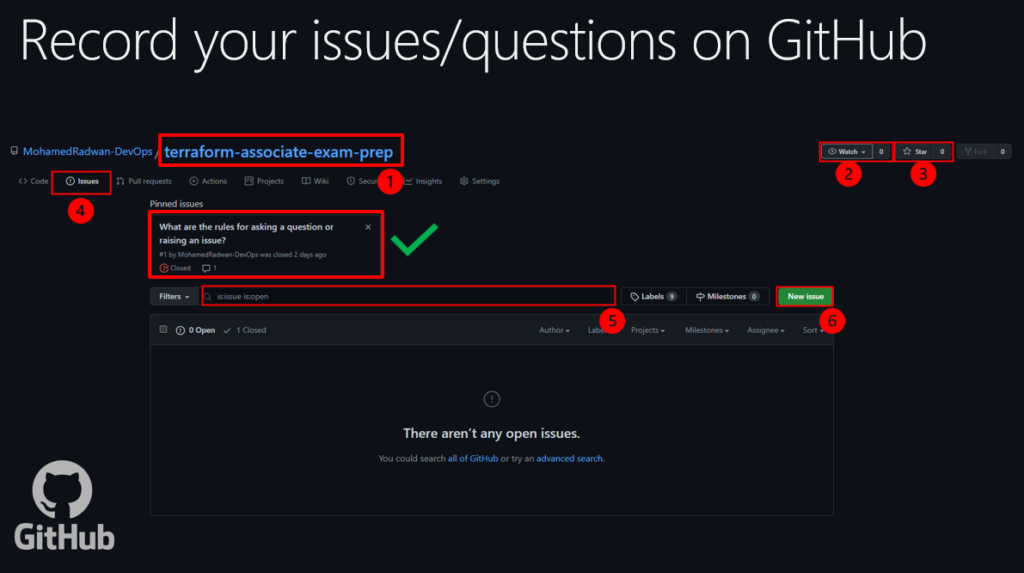 Record your issues/questions on GitHub
MohamedRadwan-DevOps / terraform-associate-exam-prep
Watch 0 Star 0 Fork 0
1 2 3
Code Issues Pull requests Actions Projects Wiki Insights Settings
4
Pinned issues
What are the rules for asking a question or
raising an issue?
#1 by MohamedRadwan-DevOps was closed 2 days ago
Closed 1
Filters is:issue is:open Labels 9 Milestones 0 New issue
5 6
0 Open 1 Closed Author Projects Milestones Assignee Sort
There aren't any open issues.
You could search all of GitHub or try an advanced search.
GitHub